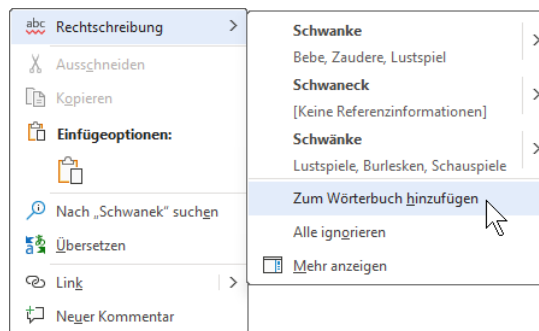 abc Rechtschreibung
Ausschneiden
Kopieren
Einfügeoptionen:
Nach „Schwanek“ suchen
Übersetzen
Link
Neuer Kommentar
Schwanke
Bebe, Zaudere, Lustspiel
Schwaneck
[Keine Referenzinformationen]
Schwänke
Lustspiele, Burlesken, Schauspiele
Zum Wörterbuch hinzufügen
Alle ignorieren
Mehr anzeigen